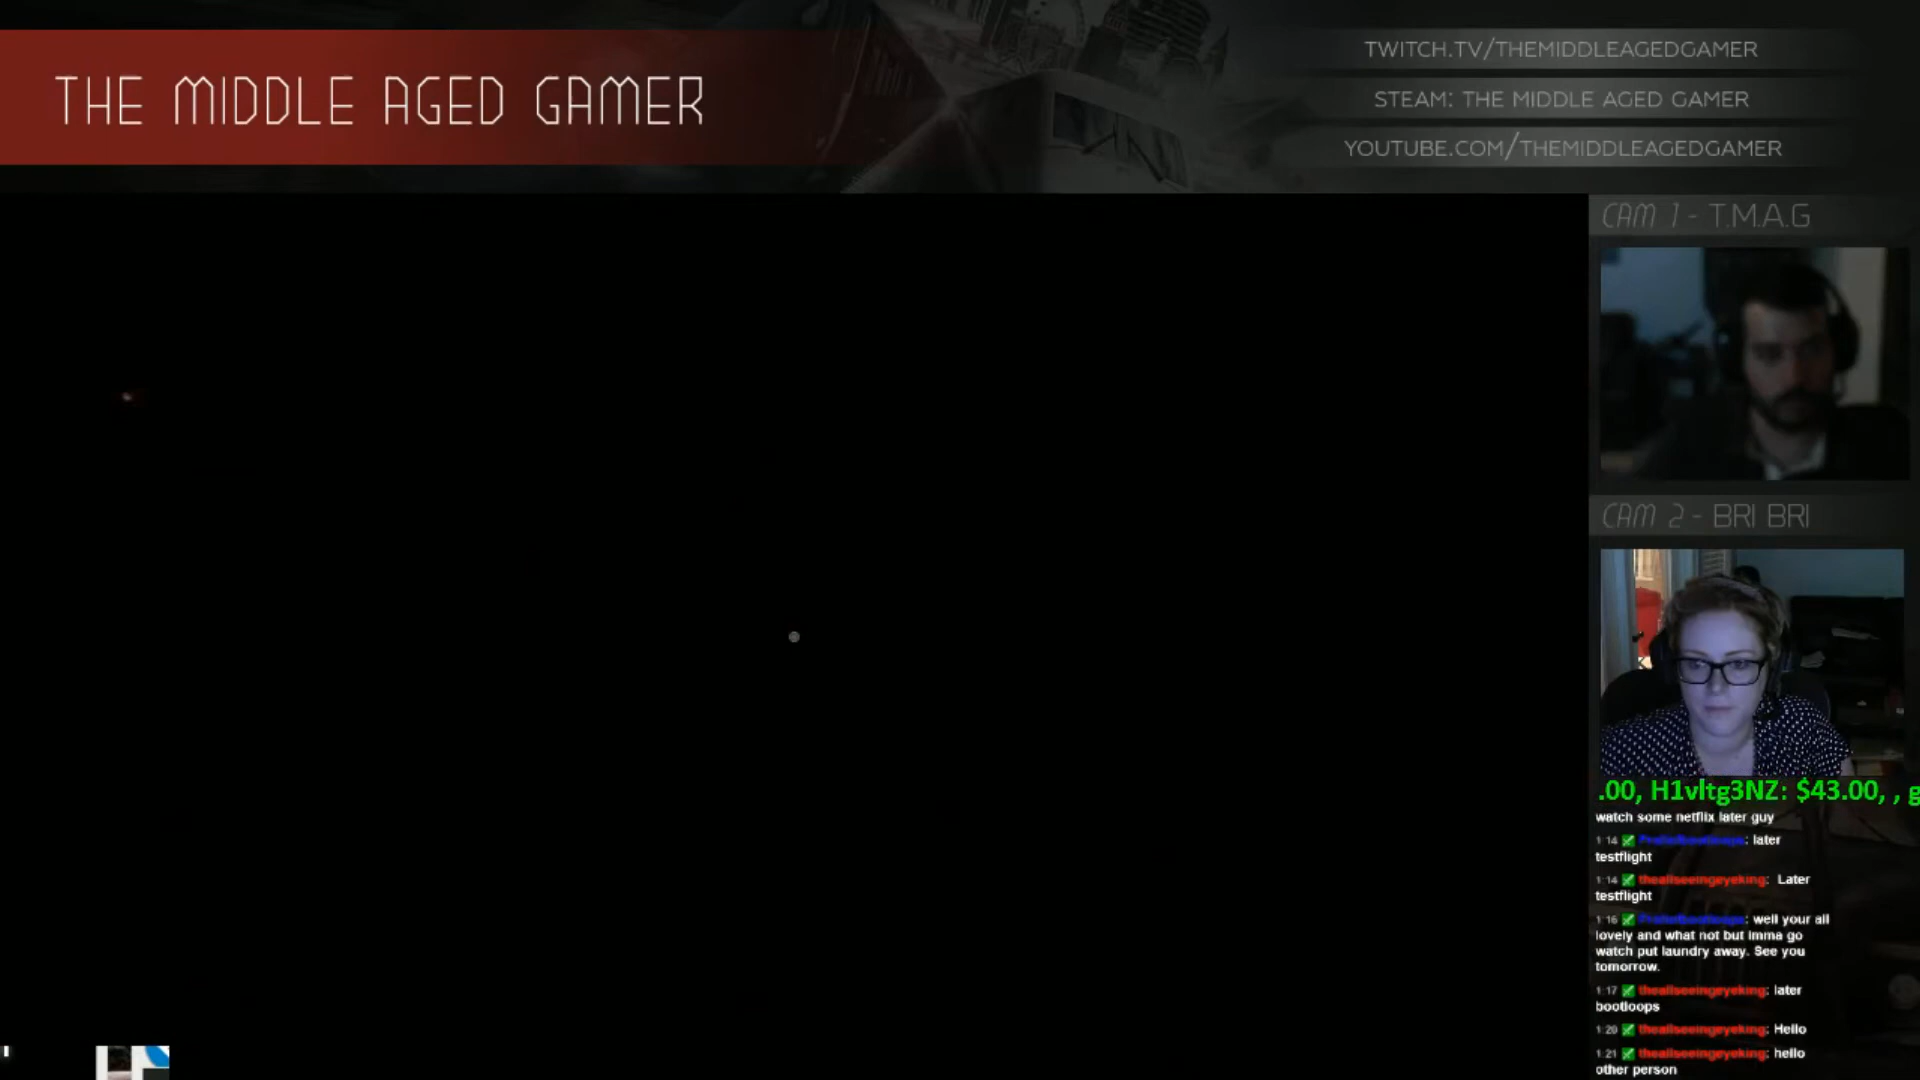 THE MIDDLE AGED GAMER
TWITCH.TV/THEMIDDLEAGEDGAMER
STEAM: THE MIDDLE AGED GAMER
YOUTUBE.COM/THEMIDDLEAGEDGAMER
CAM 1 - T.M.A.G
CAM 2 - BRI BRI
.00, H1vltg3NZ: $43.00, , g
watch some netflix later guy
1:14 : later
testflight
1:14 theallseeingeyeking: Later
testflight
1:16 : well your all
lovely and what not but imma go
watch put laundry away. See you
tomorrow.
1:17 theallseeingeyeking: later
bootloops
1:20 theallseeingeyeking: Hello
1:21 theallseeingeyeking: hello
other person